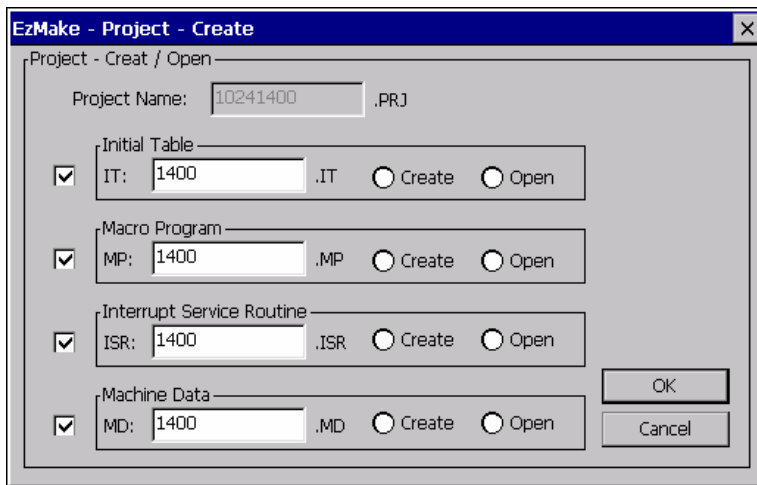 EzMake - Project - Create
Project - Creat / Open
Project Name: 10241400 .PRJ
Initial Table
IT: 1400 .IT Create Open
Macro Program
MP: 1400 .MP Create Open
Interrupt Service Routine
ISR: 1400 .ISR Create Open
Machine Data
MD: 1400 .MD Create Open
OK
Cancel